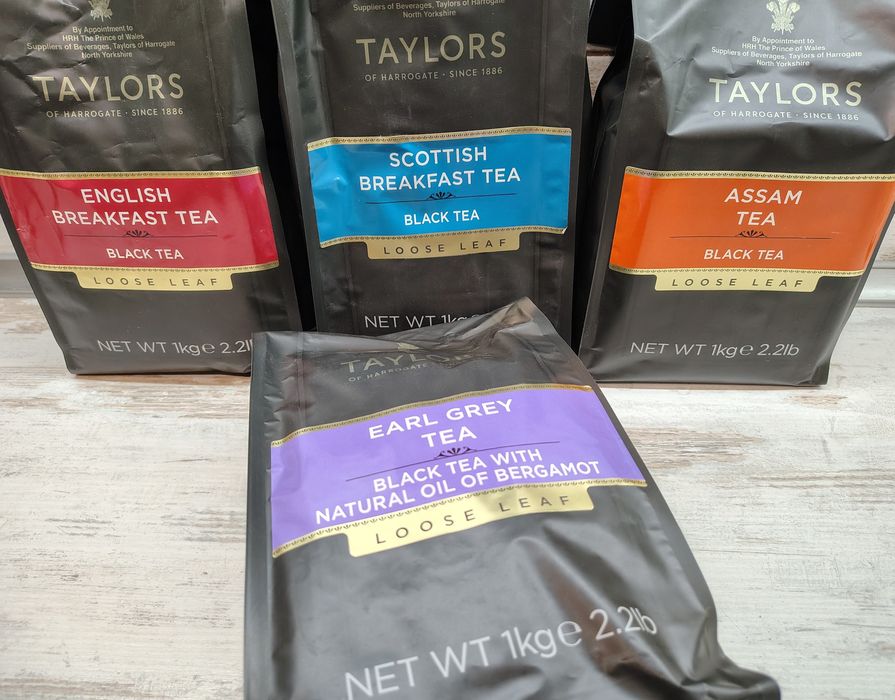 By Appointment to
HRH The Prince of Wales
Suppliers of Beverages, Taylors of Harrogate
North Yorkshire
TAYLORS
OF HARROGATE · SINCE 1886
ENGLISH
BREAKFAST TEA
BLACK TEA
LOOSE LEAF
NET WT 1kg℮ 2.2l
Suppliers of Beverages, Taylors of Harrogate
North Yorkshire
TAYLORS
OF HARROGATE · SINCE 1886
SCOTTISH
BREAKFAST TEA
BLACK TEA
LOOSE LEAF
NET WT 1kg
By Appointment to
HRH The Prince of Wales
Suppliers of Beverages, Taylors of Harrogate
North Yorkshire
TAYLORS
OF HARROGATE · SINCE 1886
ASSAM
TEA
BLACK TEA
LOOSE LEAF
NET WT 1kg℮ 2.2lb
TAYLORS
OF HARROGATE
EARL GREY
TEA
BLACK TEA WITH
NATURAL OIL OF BERGAMOT
LOOSE LEAF
NET WT 1kg℮ 2.2lb